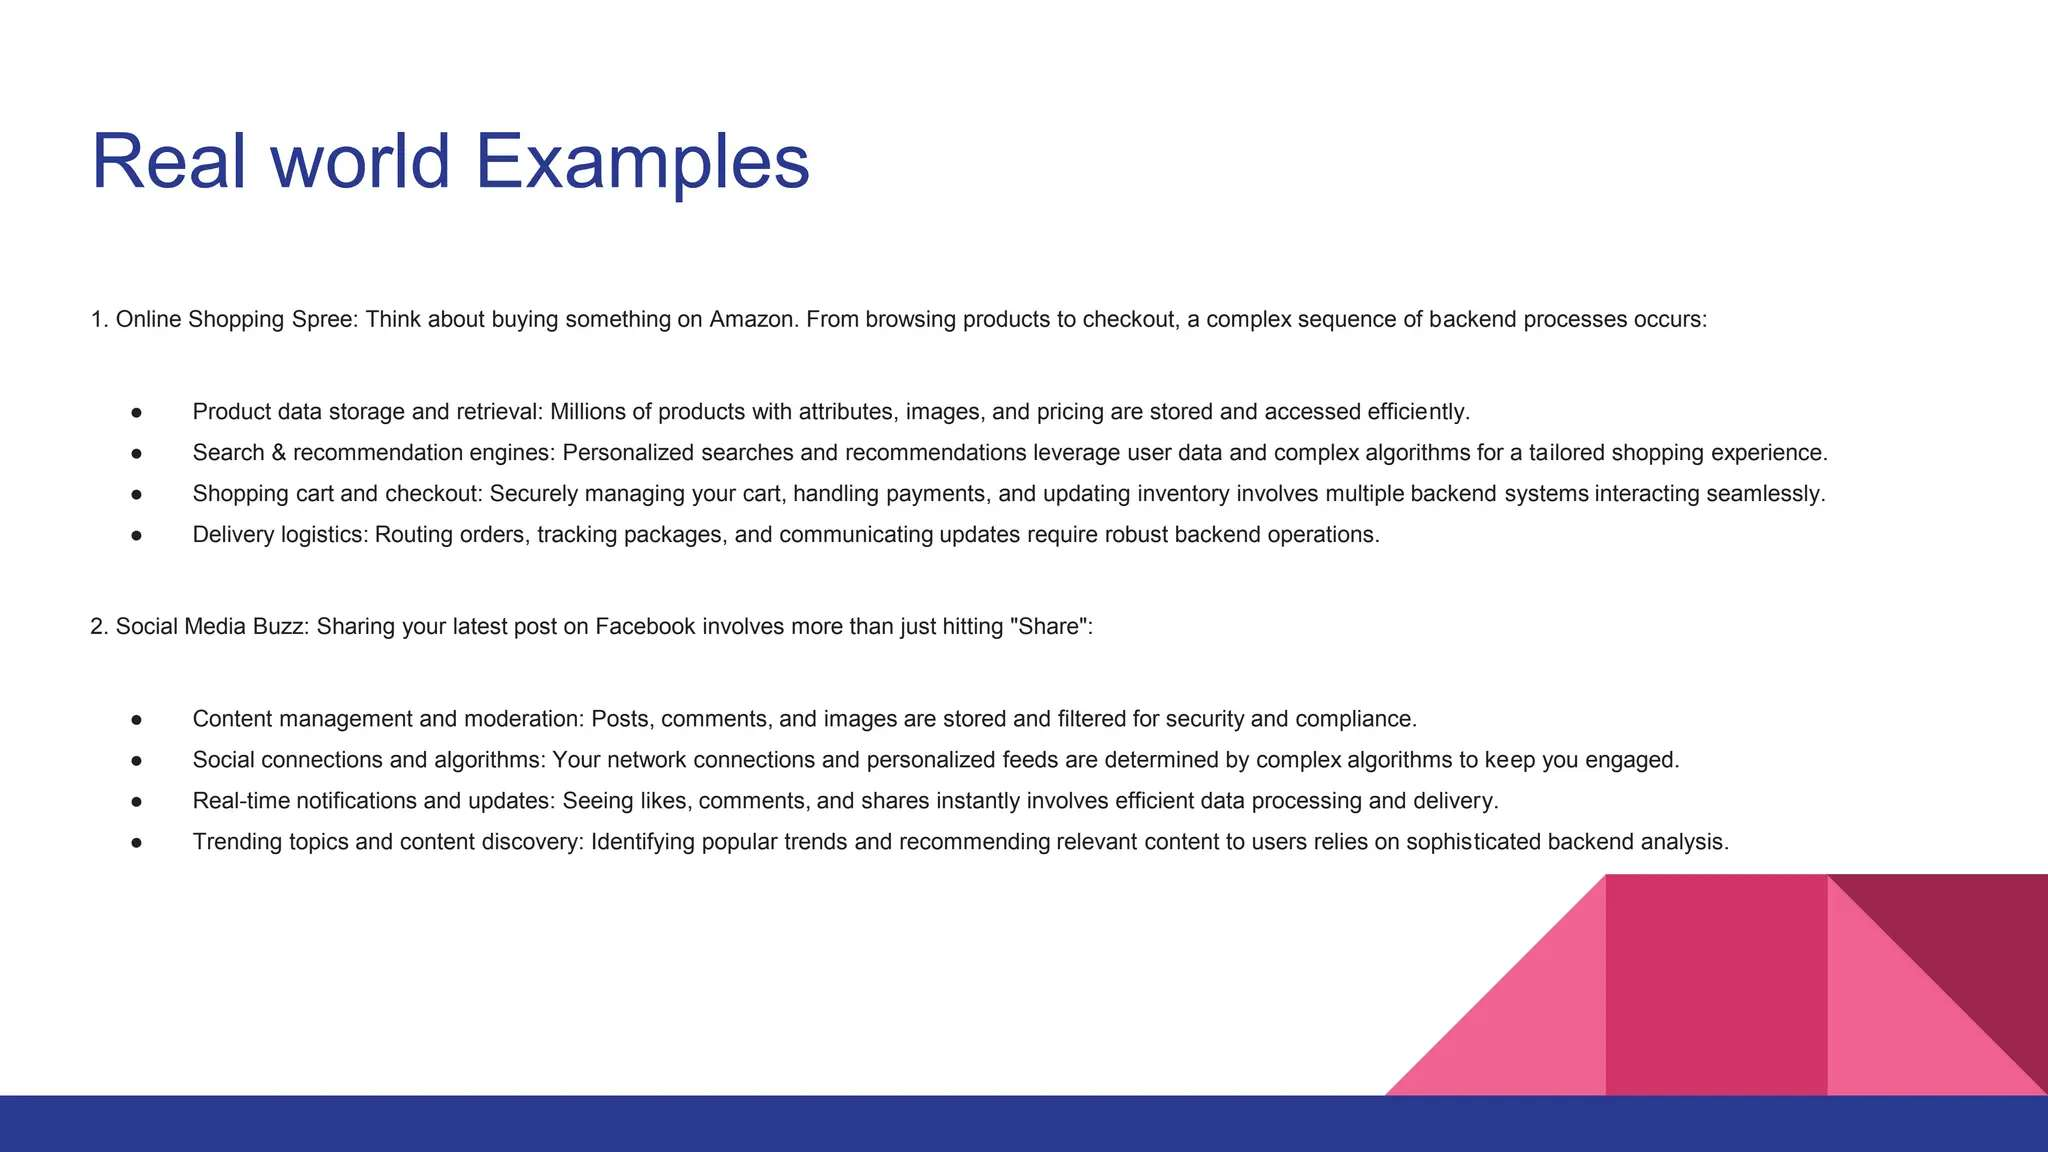 Real world Examples
1. Online Shopping Spree: Think about buying something on Amazon. From browsing products to checkout, a complex sequence of backend processes occurs:
● Product data storage and retrieval: Millions of products with attributes, images, and pricing are stored and accessed efficiently.
● Search & recommendation engines: Personalized searches and recommendations leverage user data and complex algorithms for a tailored shopping experience.
● Shopping cart and checkout: Securely managing your cart, handling payments, and updating inventory involves multiple backend systems interacting seamlessly.
● Delivery logistics: Routing orders, tracking packages, and communicating updates require robust backend operations.
2. Social Media Buzz: Sharing your latest post on Facebook involves more than just hitting "Share":
● Content management and moderation: Posts, comments, and images are stored and filtered for security and compliance.
● Social connections and algorithms: Your network connections and personalized feeds are determined by complex algorithms to keep you engaged.
● Real-time notifications and updates: Seeing likes, comments, and shares instantly involves efficient data processing and delivery.
● Trending topics and content discovery: Identifying popular trends and recommending relevant content to users relies on sophisticated backend analysis.